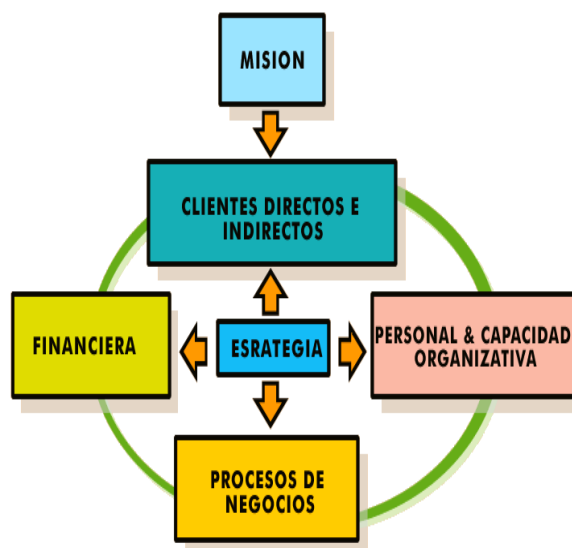 MISION
CLIENTES DIRECTOS E
INDIRECTOS
FINANCIERA
ESRATEGIA
PERSONAL & CAPACIDAD
ORGANIZATIVA
PROCESOS DE
NEGOCIOS